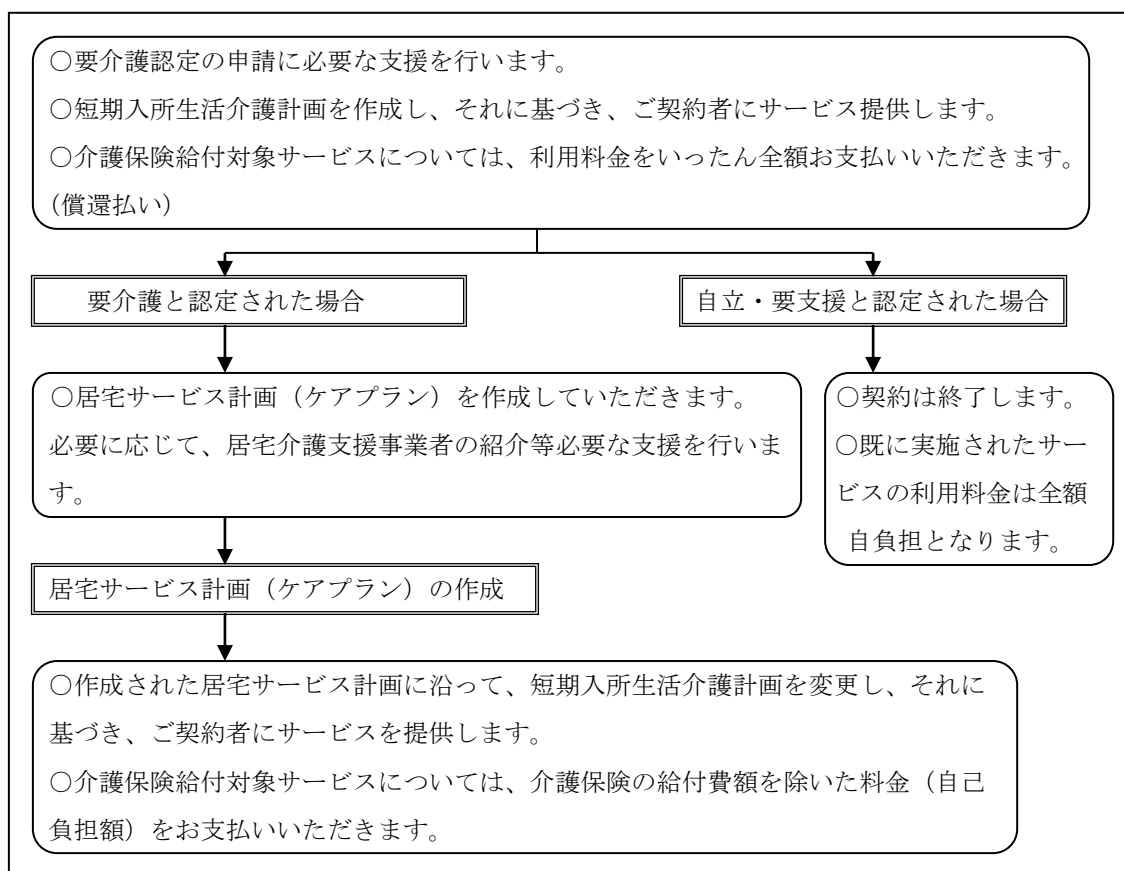 ○要介護認定の申請に必要な支援を行います。
○短期入所生活介護計画を作成し、それに基づき、ご契約者にサービス提供します。
○介護保険給付対象サービスについては、利用料金をいったん全額お支払いいただきます。
(償還払い)
要介護と認定された場合
自立・要支援と認定された場合
○居宅サービス計画（ケアプラン）を作成していただきます。
必要に応じて、居宅介護支援事業者の紹介等必要な支援を行いま
す。
○契約は終了します。
○既に実施されたサー
ビスの利用料金は全額
自負担となります。
居宅サービス計画（ケアプラン）の作成
○作成された居宅サービス計画に沿って、短期入所生活介護計画を変更し、それに
基づき、ご契約者にサービスを提供します。
○介護保険給付対象サービスについては、介護保険の給付費額を除いた料金（自己
負担額）をお支払いいただきます。